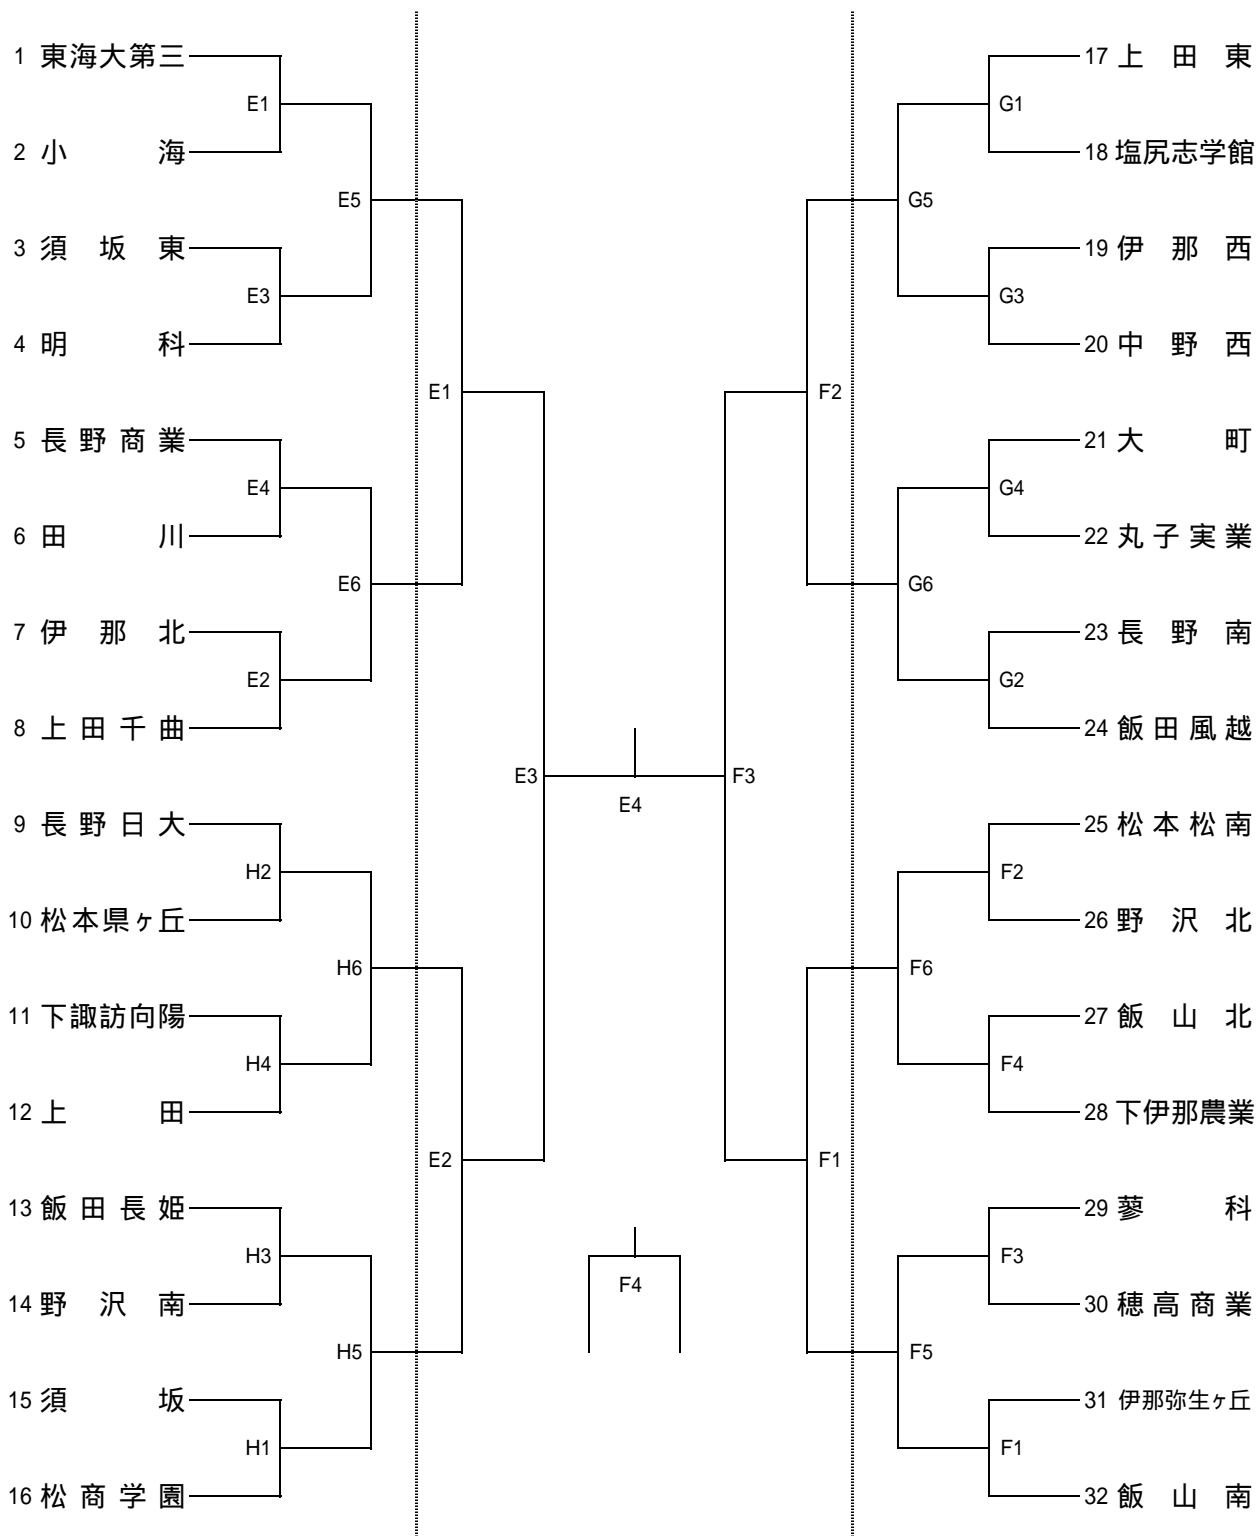 1 東海大第三
E1
2 小海
E5
3 須坂東
E3
4 明科
E1
5 長野商業
E4
6 田川
E6
7 伊那北
E2
8 上田千曲
E3
9 長野日大
H2
10 松本県ヶ丘
H6
11 下諏訪向陽
H4
12 上田
E2
13 飯田長姫
H3
14 野沢南
H5
15 須坂
H1
16 松商学園
E4
F4
17 上田東
G1
18 塩尻志学館
G5
19 伊那西
G3
20 中野西
F2
21 大町
G4
22 丸子実業
G6
23 長野南
G2
24 飯田風越
F3
25 松本松南
F2
26 野沢北
F6
27 飯山北
F4
28 下伊那農業
F1
29 蓼科
F3
30 穂高商業
F5
31 伊那弥生ヶ丘
F1
32 飯山南